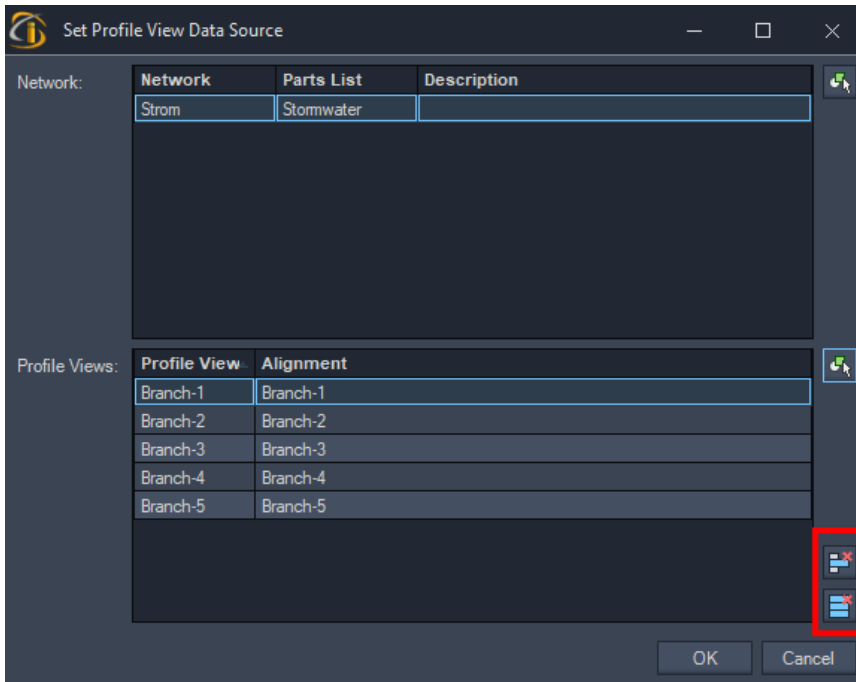 Set Profile View Data Source
Network:
Network Parts List Description
Strom Stormwater
Profile Views:
Profile View Alignment
Branch-1 Branch-1
Branch-2 Branch-2
Branch-3 Branch-3
Branch-4 Branch-4
Branch-5 Branch-5
OK Cancel